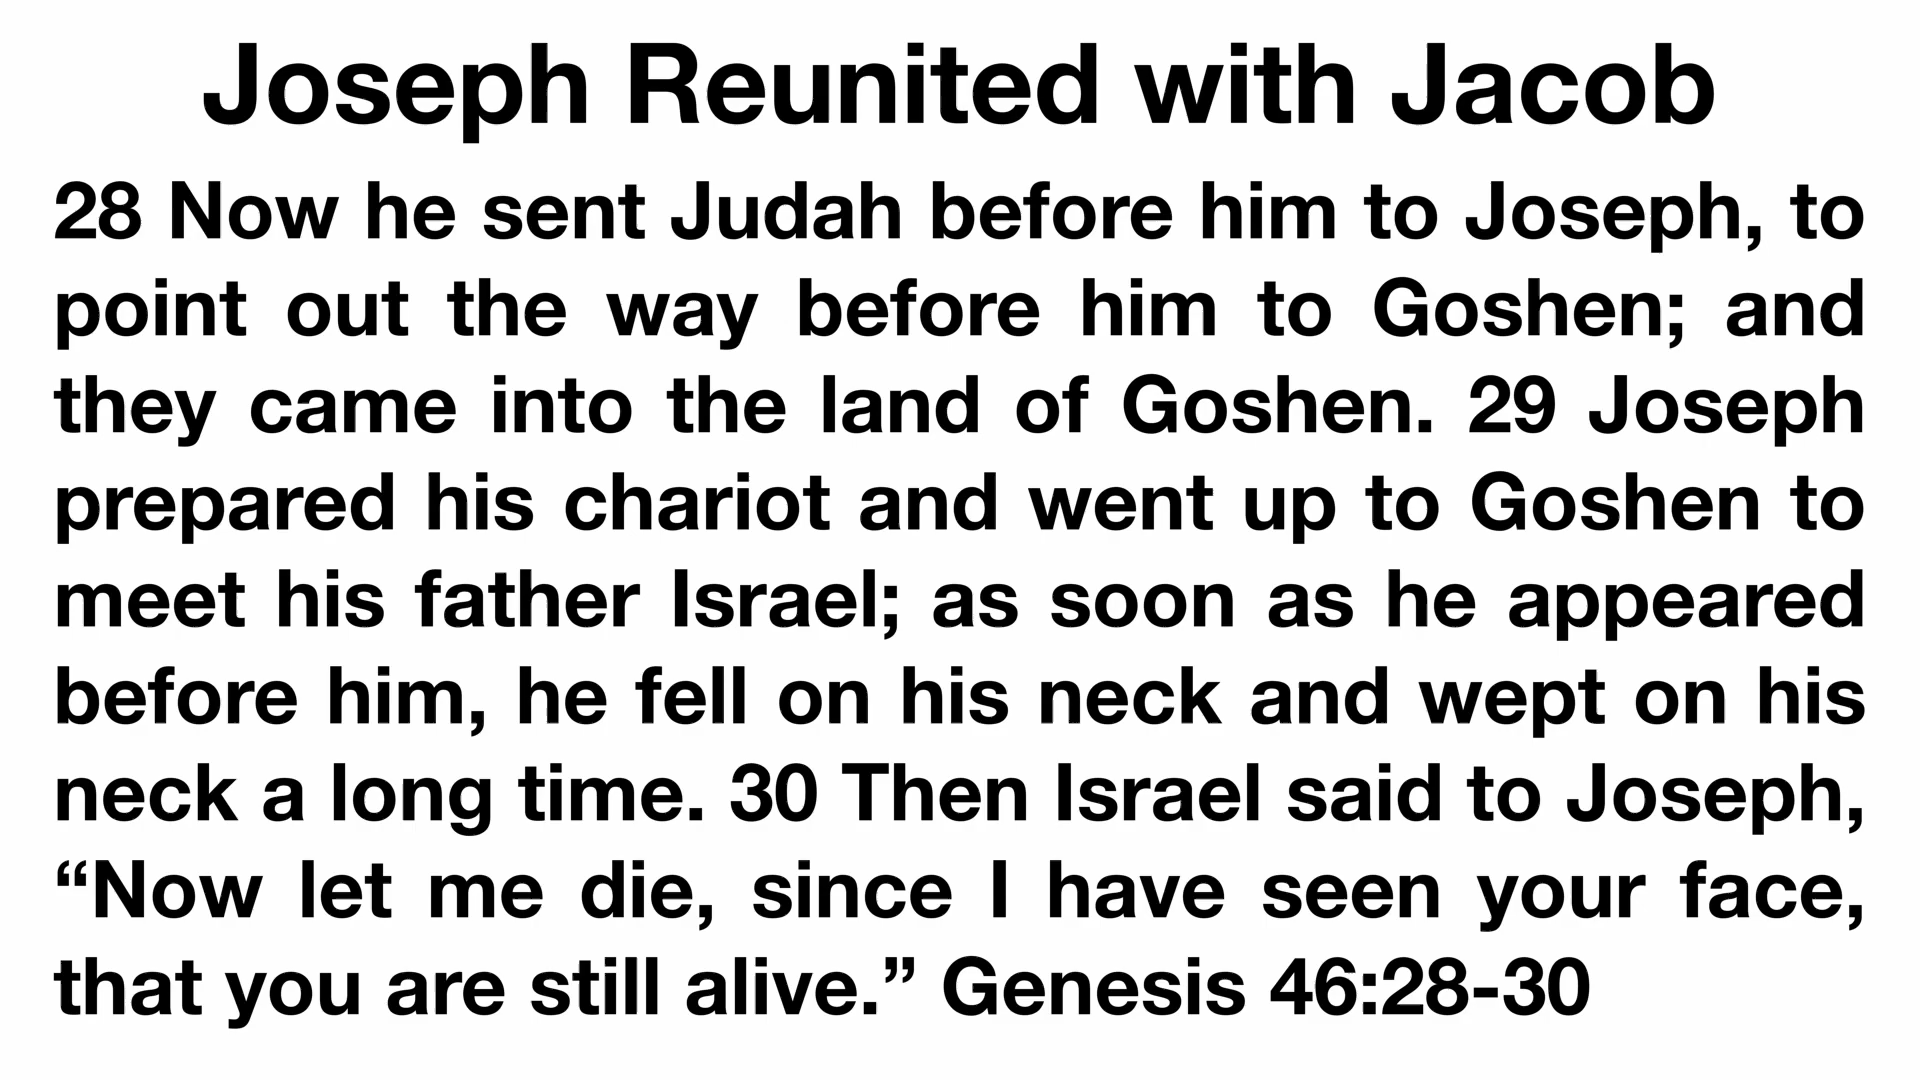 Joseph Reunited with Jacob
28 Now he sent Judah before him to Joseph, to
point out the way before him to Goshen; and
they came into the land of Goshen. 29 Joseph
prepared his chariot and went up to Goshen to
meet his father Israel; as soon as he appeared
before him, he fell on his neck and wept on his
neck a long time. 30 Then Israel said to Joseph,
“Now let me die, since I have seen your face,
that you are still alive.” Genesis 46:28-30